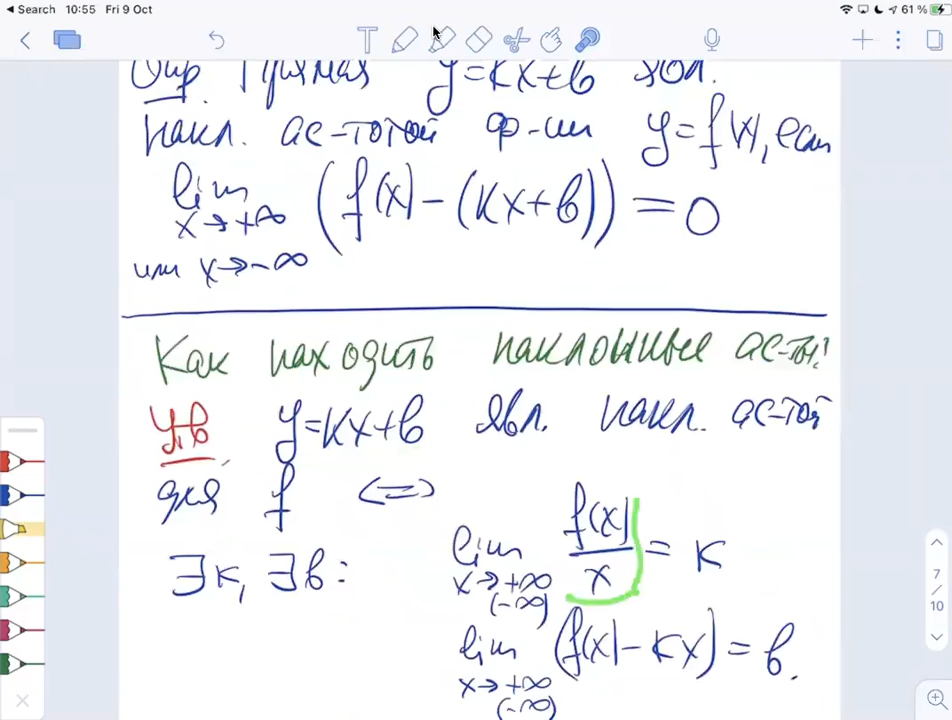 Search 10:55 Fri 9 Oct 61 %
Опр Прямая y=kx+b явл.
накл. ас-тотой ф-ии y=f(x), если
lim x→+∞ (f(x)-(kx+b))=0
или x→-∞
Как находить наклонные ас-ты?
Утв y=kx+b явл. накл. ас-той
для f <=>
∃k, ∃b: lim x→+∞ (-∞) f(x)/x = k
lim x→+∞ (-∞) (f(x)-kx)=b.
7
/
10